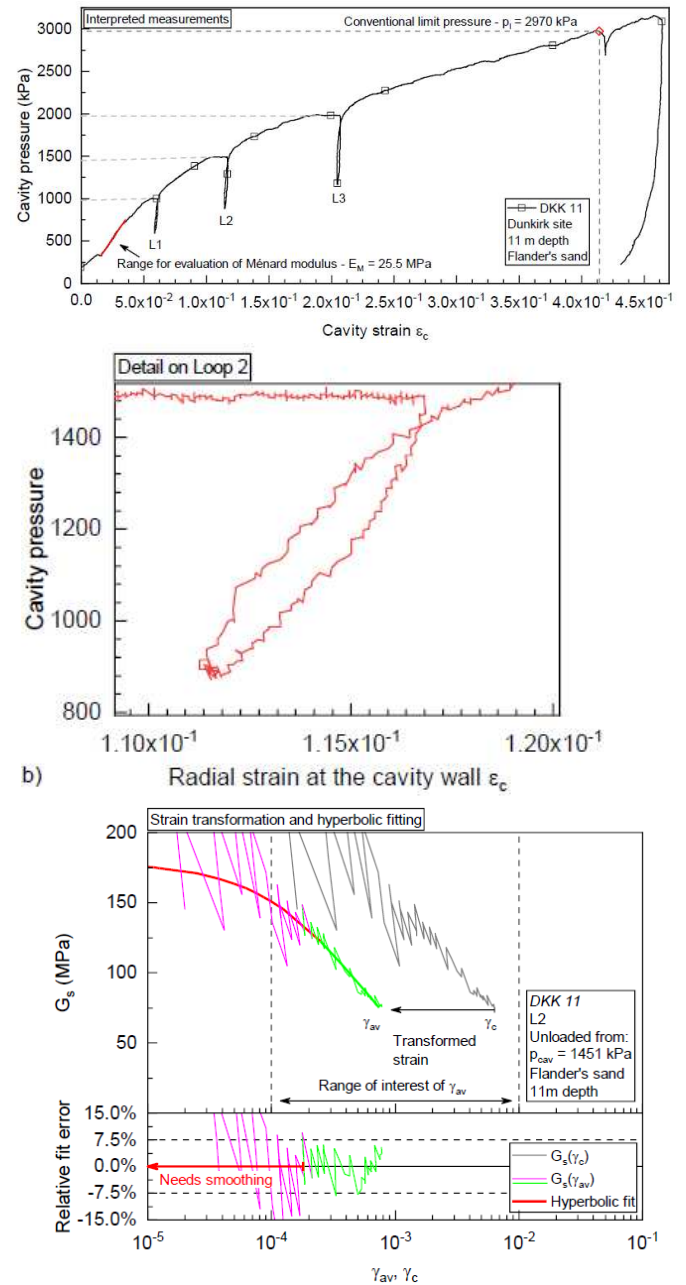 Interpreted measurements
Conventional limit pressure - pₗ = 2970 kPa
3000
2500
2000
1500
1000
500
0
Cavity pressure (kPa)
L1
L2
L3
Range for evaluation of Ménard modulus - E_M = 25.5 MPa
DKK 11
Dunkirk site
11 m depth
Flander's sand
0.0 5.0x10⁻² 1.0x10⁻¹ 1.5x10⁻¹ 2.0x10⁻¹ 2.5x10⁻¹ 3.0x10⁻¹ 3.5x10⁻¹ 4.0x10⁻¹ 4.5x10⁻¹
Cavity strain ε_c
Detail on Loop 2
1400
1200
1000
800
Cavity pressure
1.10x10⁻¹ 1.15x10⁻¹ 1.20x10⁻¹
b) Radial strain at the cavity wall ε_c
Strain transformation and hyperbolic fitting
200
150
100
50
G_s (MPa)
γ_av
γ_c
Transformed
strain
Range of interest of γ_av
DKK 11
L2
Unloaded from:
p_cav = 1451 kPa
Flander's sand
11m depth
15.0%
7.5%
0.0%
-7.5%
-15.0%
Relative fit error
Needs smoothing
G_s(γ_c)
G_s(γ_av)
Hyperbolic fit
10⁻⁵ 10⁻⁴ 10⁻³ 10⁻² 10⁻¹
γ_av, γ_c